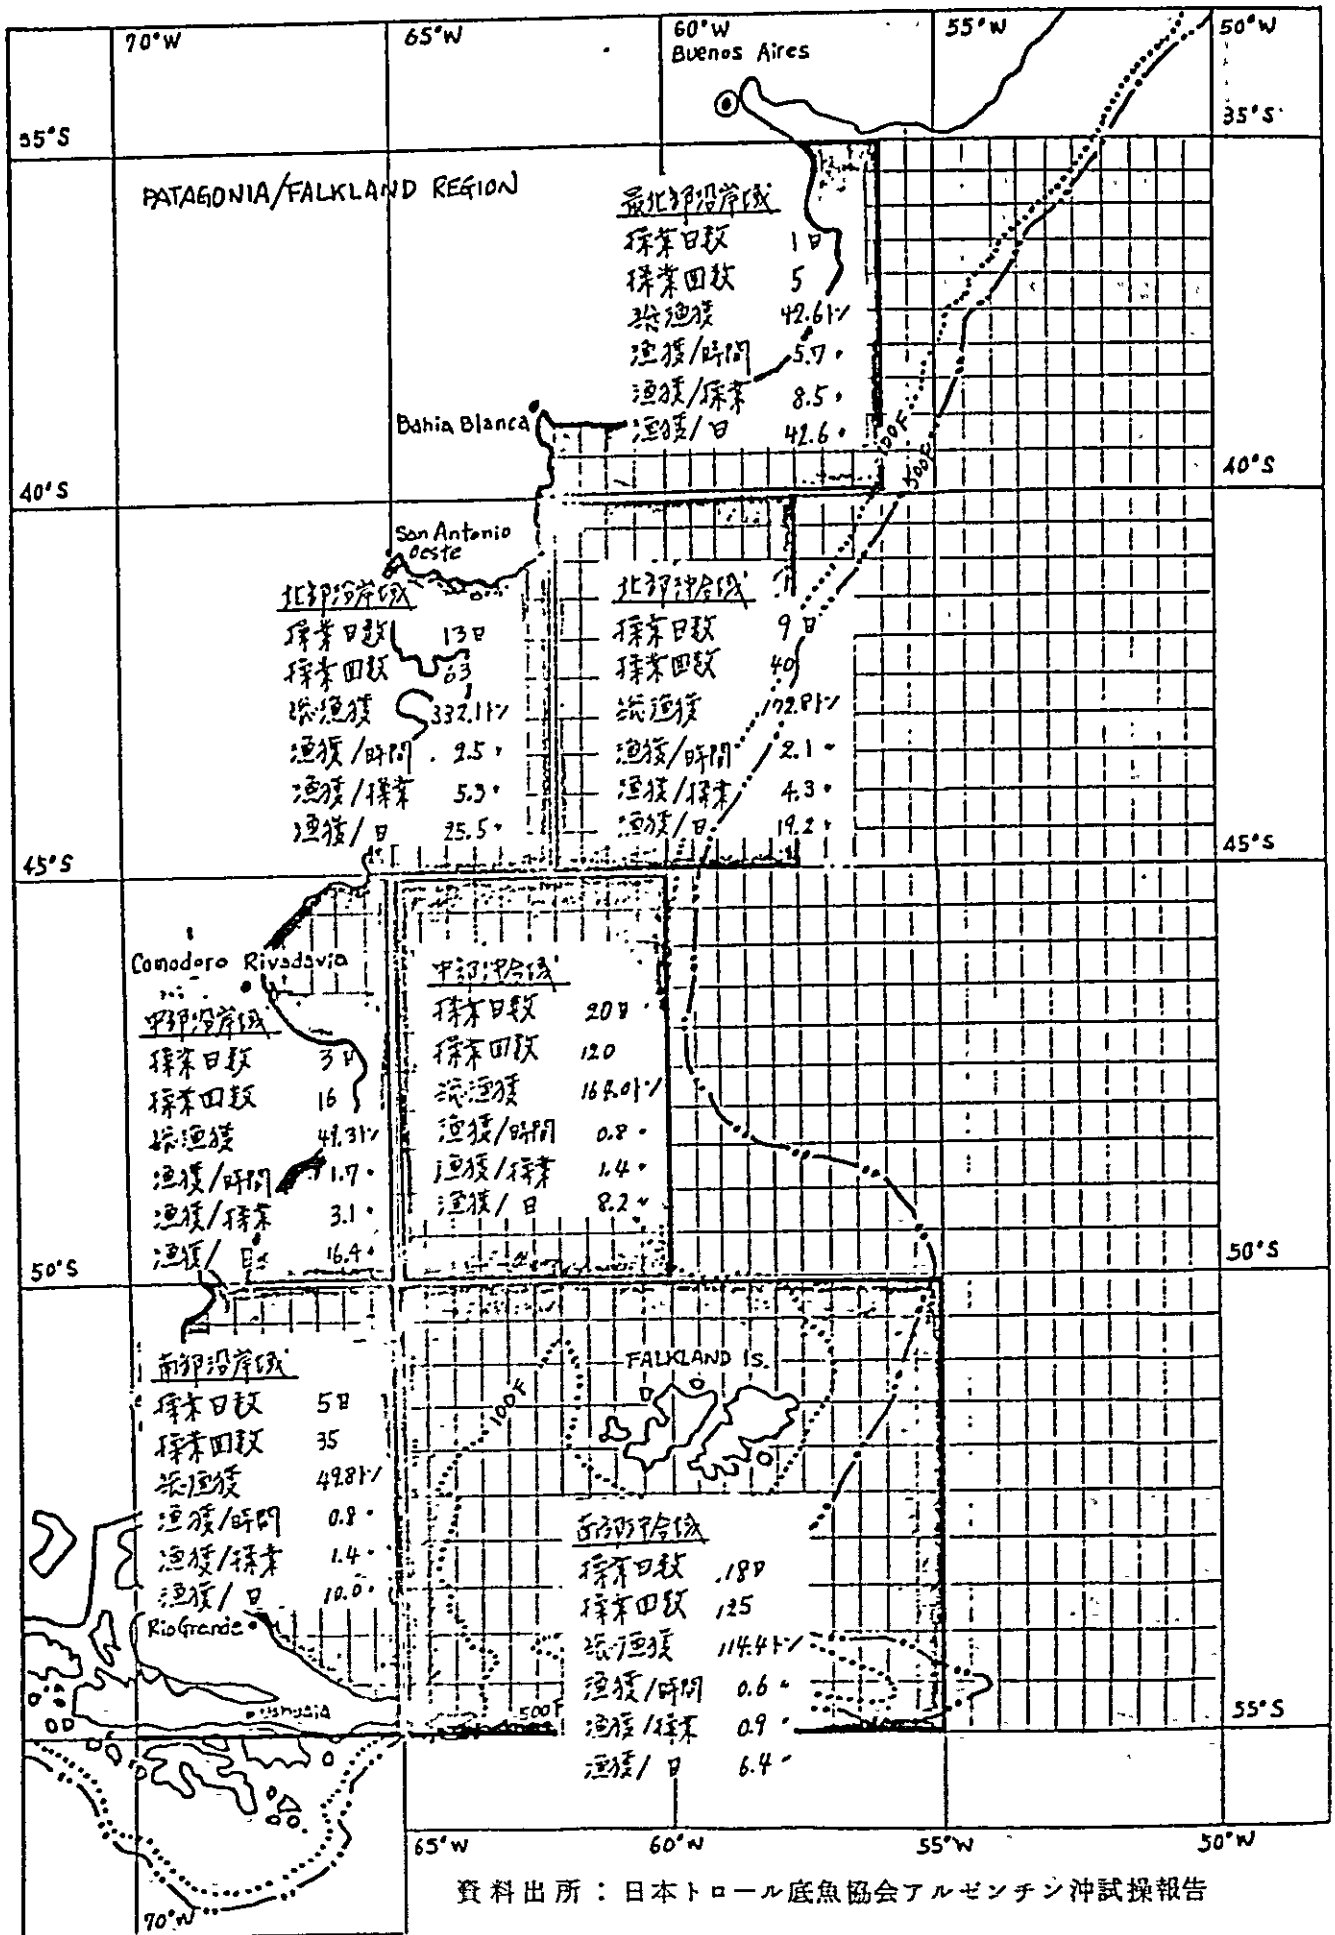 70°W
65°W
60°W
55°W
50°W
Buenos Aires
35°S
35°S
PATAGONIA/FALKLAND REGION
最北部沿岸域
操業日数 1日
操業回数 5
総漁獲 42.6トン
漁獲/時間 5.7 〃
漁獲/操業 8.5 〃
漁獲/日 42.6 〃
Bahia Blanca
100F
500F
40°S
40°S
San Antonio
Oeste
北部沿岸域
操業日数 13日
操業回数 63
総漁獲 332.1トン
漁獲/時間 2.5 〃
漁獲/操業 5.3 〃
漁獲/日 25.5 〃
北部沖合域
操業日数 9日
操業回数 40
総漁獲 172.8トン
漁獲/時間 2.1 〃
漁獲/操業 4.3 〃
漁獲/日 19.2 〃
45°S
45°S
Comodoro Rivadavia
中部沿岸域
操業日数 3日
操業回数 16
総漁獲 49.3トン
漁獲/時間 1.7 〃
漁獲/操業 3.1 〃
漁獲/日 16.4 〃
中部沖合域
操業日数 20日
操業回数 120
総漁獲 トン
漁獲/時間 0.8 〃
漁獲/操業 1.4 〃
漁獲/日 8.2 〃
50°S
50°S
南部沿岸域
操業日数 5日
操業回数 35
総漁獲 49.8トン
漁獲/時間 0.8 〃
漁獲/操業 1.4 〃
漁獲/日 10.0 〃
100F
FALKLAND IS.
南部沖合域
操業日数 18日
操業回数 125
総漁獲 114.4トン
漁獲/時間 0.6 〃
漁獲/操業 0.9 〃
漁獲/日 6.4 〃
Rio Grande
Ushuaia
500F
55°S
65°W
60°W
55°W
50°W
70°W
資料出所：日本トロール底魚協会アルゼンチン沖試操報告